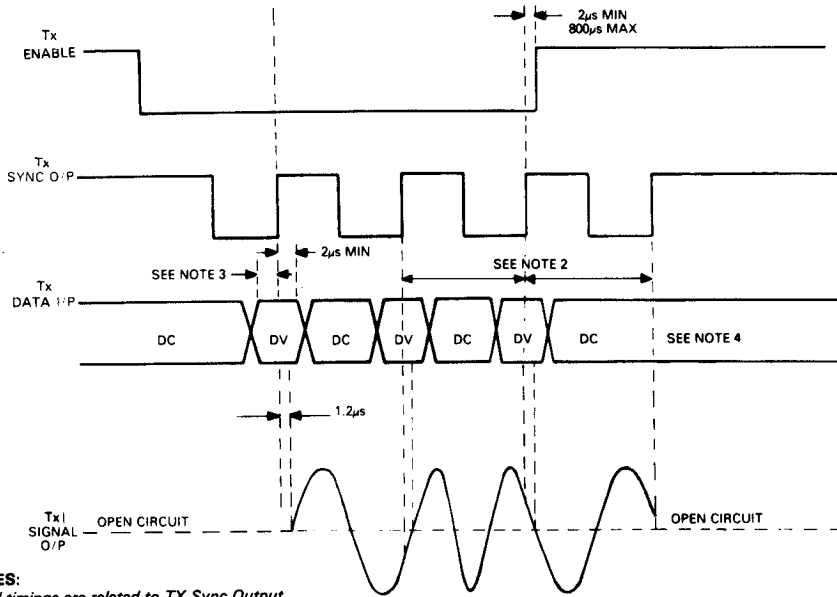 Tx
ENABLE
2µs MIN
800µs MAX
Tx
SYNC O/P
2µs MIN
SEE NOTE 3
SEE NOTE 2
Tx
DATA I/P
DC
DV
DC
DV
DC
DV
DC
SEE NOTE 4
1.2µs
Tx
SIGNAL
O/P
OPEN CIRCUIT
OPEN CIRCUIT
ES:
timings are related to TX Sync Output